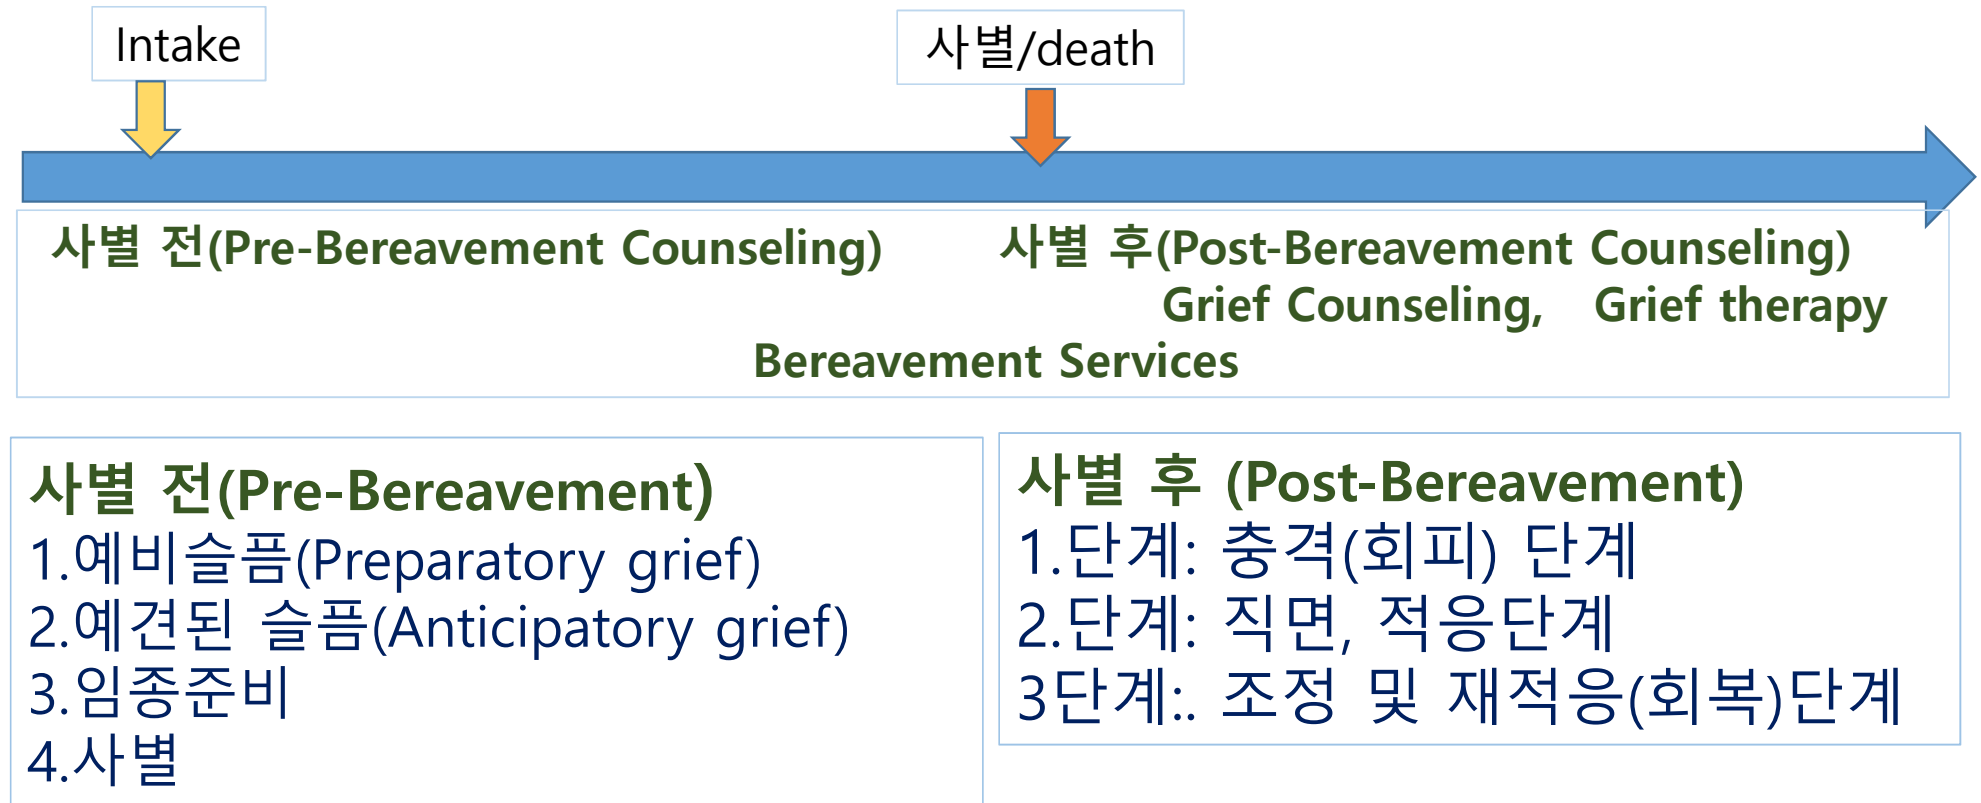 Intake
사별/death
사별 전(Pre-Bereavement Counseling)
사별 후(Post-Bereavement Counseling)
Grief Counseling, Grief therapy
Bereavement Services
사별 전(Pre-Bereavement)
1.예비슬픔(Preparatory grief)
2.예견된 슬픔(Anticipatory grief)
3.임종준비
4.사별
사별 후 (Post-Bereavement)
1.단계: 충격(회피) 단계
2.단계: 직면, 적응단계
3단계:. 조정 및 재적응(회복)단계